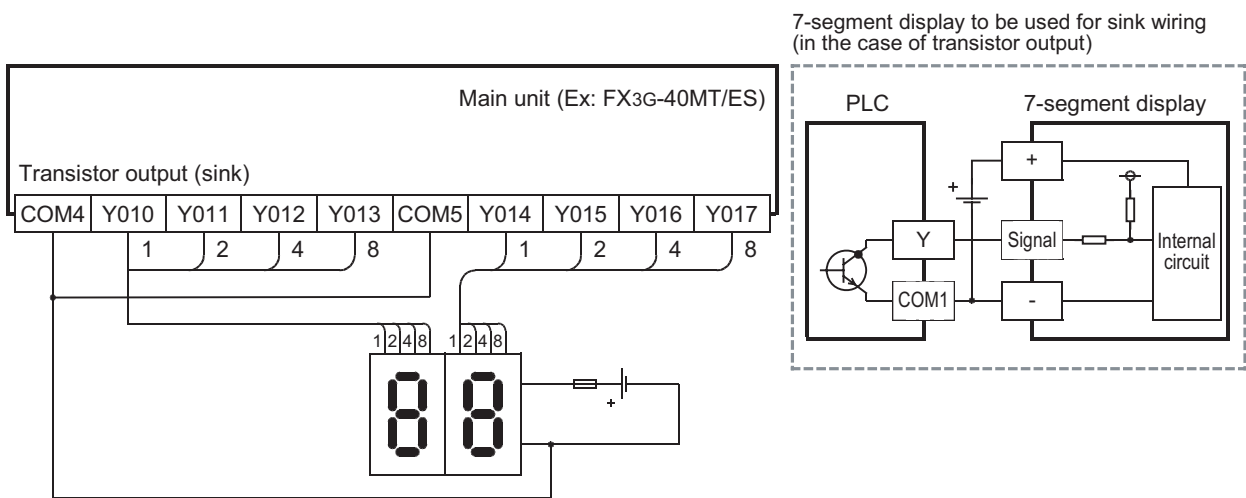 7-segment display to be used for sink wiring
(in the case of transistor output)
Main unit (Ex: FX3G-40MT/ES)
PLC 7-segment display
Transistor output (sink)
+
+
COM4 Y010 Y011 Y012 Y013 COM5 Y014 Y015 Y016 Y017
Y Signal Internal
circuit
1 2 4 8 1 2 4 8
COM1 -
1 2 4 8 1 2 4 8
8 8
+